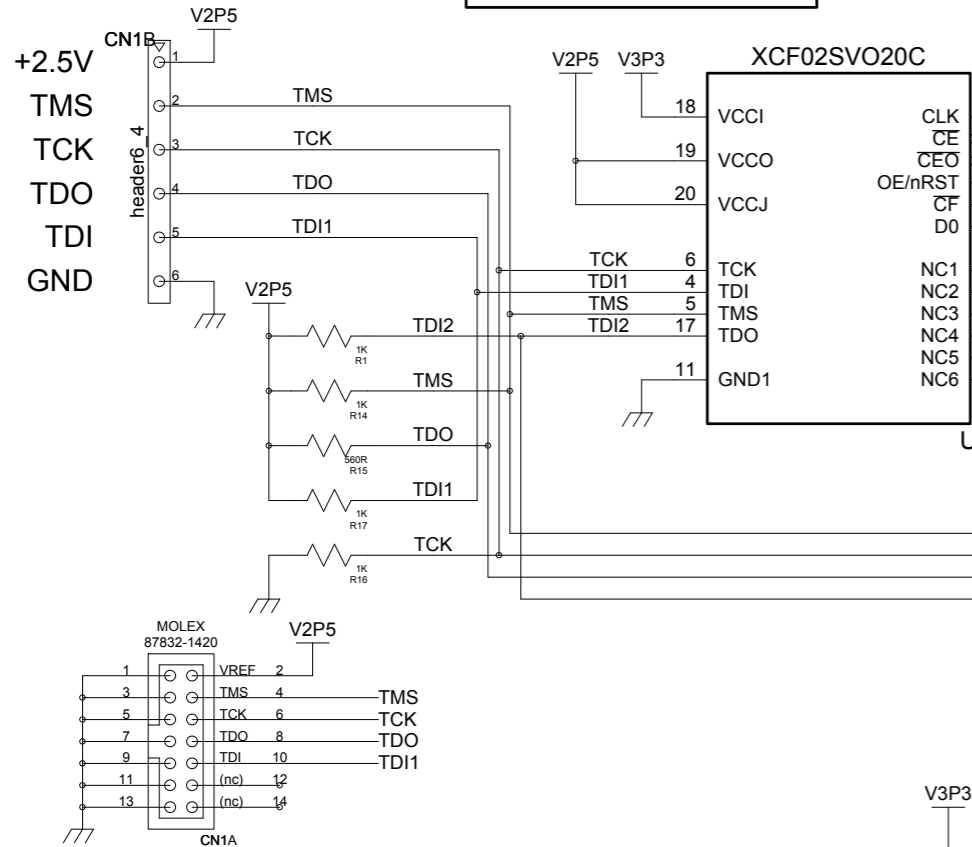 V2P5
CN1B
+2.5V
1
TMS
2
TMS
TCK
3
TCK
TDO
4
TDO
TDI
5
TDI1
GND
6
header6_4
V2P5
V3P3
XCF02SVO20C
18
VCCI
CLK
CE
19
VCCO
CEO
OE/nRST
20
VCCJ
CF
D0
TCK
6
TCK
NC1
TDI1
4
TDI
NC2
TMS
5
TMS
NC3
TDI2
17
TDO
NC4
NC5
11
GND1
NC6
U
V2P5
TDI2
1K
R1
TMS
1K
R14
TDO
560R
R15
TDI1
1K
R17
TCK
1K
R16
MOLEX
87832-1420
V2P5
1
VREF
2
3
TMS
4
TMS
5
TCK
6
TCK
7
TDO
8
TDO
9
TDI
10
TDI1
11
(nc)
12
13
(nc)
14
CN1A
V3P3